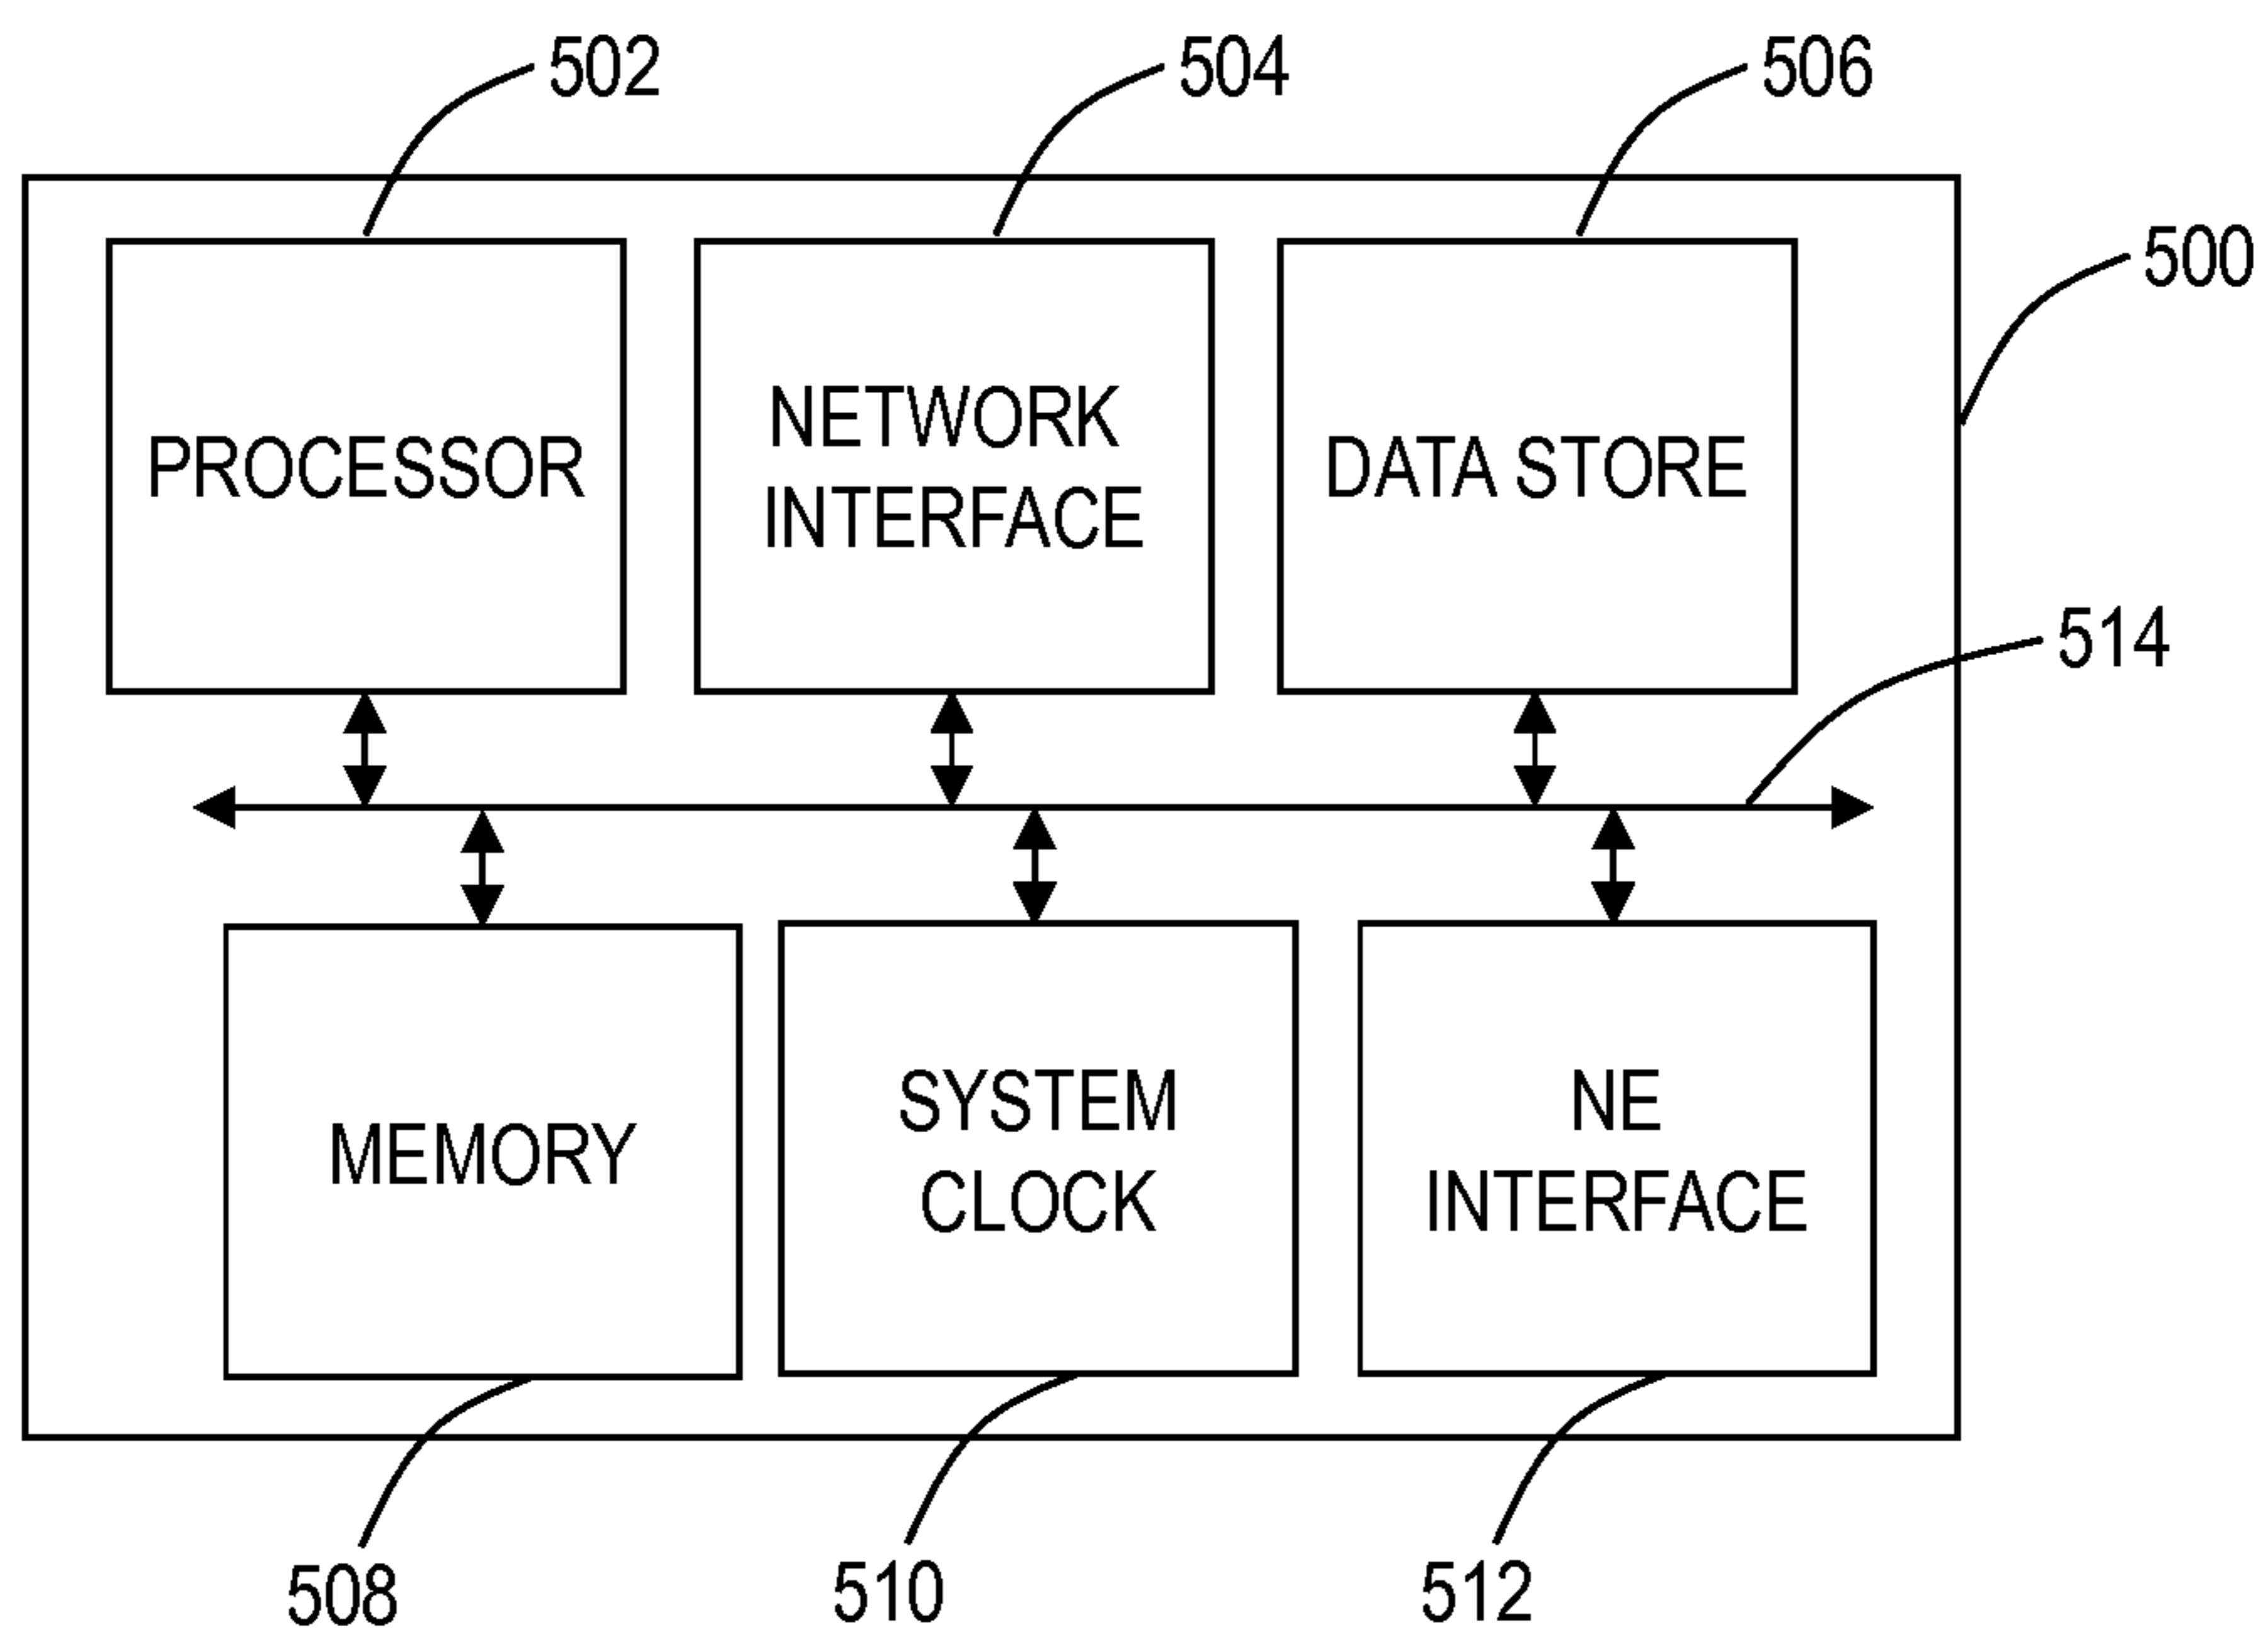 502
504
506
500
PROCESSOR
NETWORK
INTERFACE
DATA STORE
514
MEMORY
SYSTEM
CLOCK
NE
INTERFACE
508
510
512